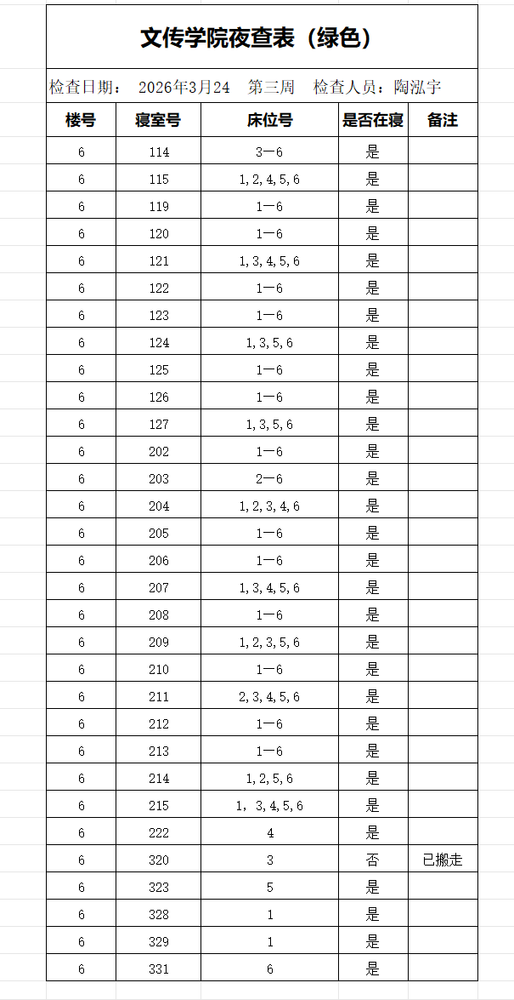 文传学院夜查表（绿色）
检查日期： 2026年3月24 第三周 检查人员：陶泓宇
楼号 寝室号 床位号 是否在寝 备注
6 114 3—6 是
6 115 1,2,4,5,6 是
6 119 1—6 是
6 120 1—6 是
6 121 1,3,4,5,6 是
6 122 1—6 是
6 123 1—6 是
6 124 1,3,5,6 是
6 125 1—6 是
6 126 1—6 是
6 127 1,3,5,6 是
6 202 1—6 是
6 203 2—6 是
6 204 1,2,3,4,6 是
6 205 1—6 是
6 206 1—6 是
6 207 1,3,4,5,6 是
6 208 1—6 是
6 209 1,2,3,5,6 是
6 210 1—6 是
6 211 2,3,4,5,6 是
6 212 1—6 是
6 213 1—6 是
6 214 1,2,5,6 是
6 215 1，3,4,5,6 是
6 222 4 是
6 320 3 否 已搬走
6 323 5 是
6 328 1 是
6 329 1 是
6 331 6 是